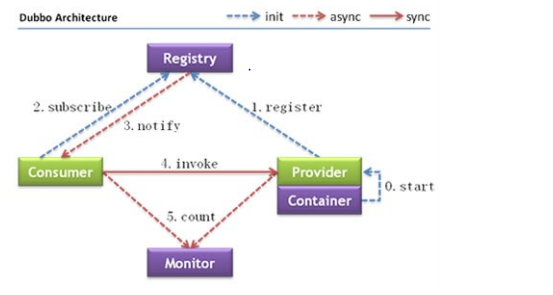 Dubbo Architecture
init
async
sync
Registry
2. subscribe
1. register
3. notify
4. invoke
Consumer
Provider
Container
0. start
5. count
Monitor